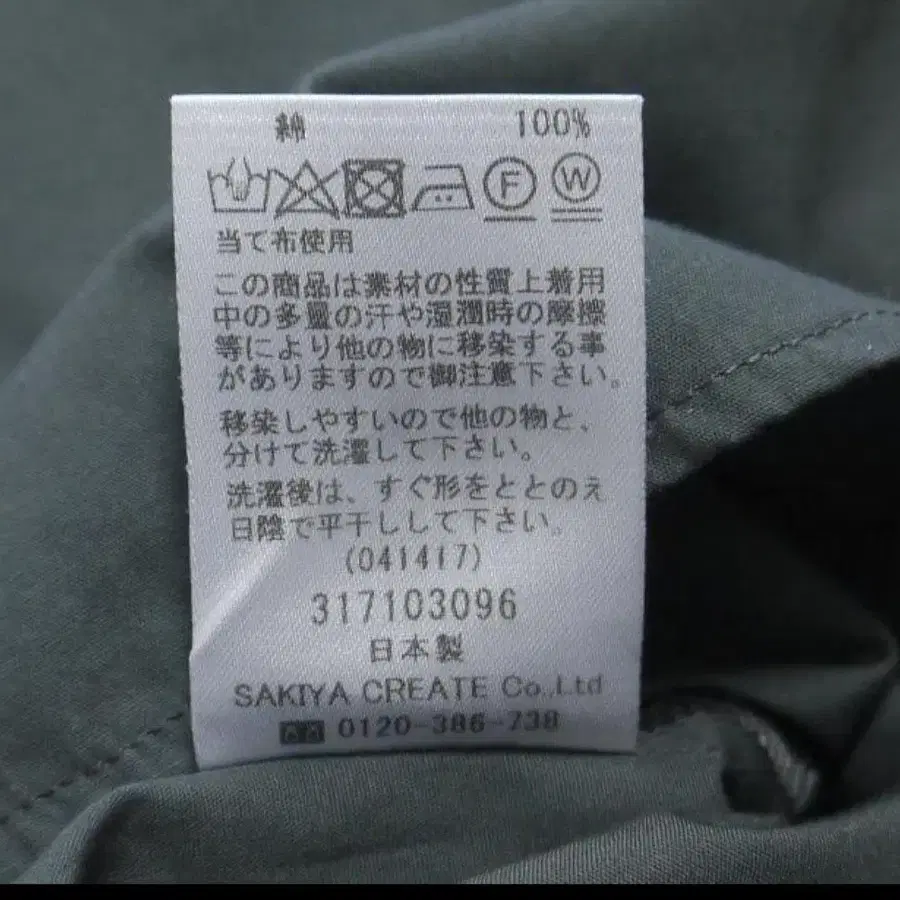 綿 100%
F W
当て布使用
この商品は素材の性質上着用
中の多量の汗や湿潤時の摩擦
等により他の物に移染する事
がありますので御注意下さい。
移染しやすいので他の物と、
分けて洗濯して下さい。
洗濯後は、すぐ形をととのえ
日陰で平干しして下さい。
(041417)
317103096
日本製
SAKIYA CREATE Co.,Ltd
0120-386-738